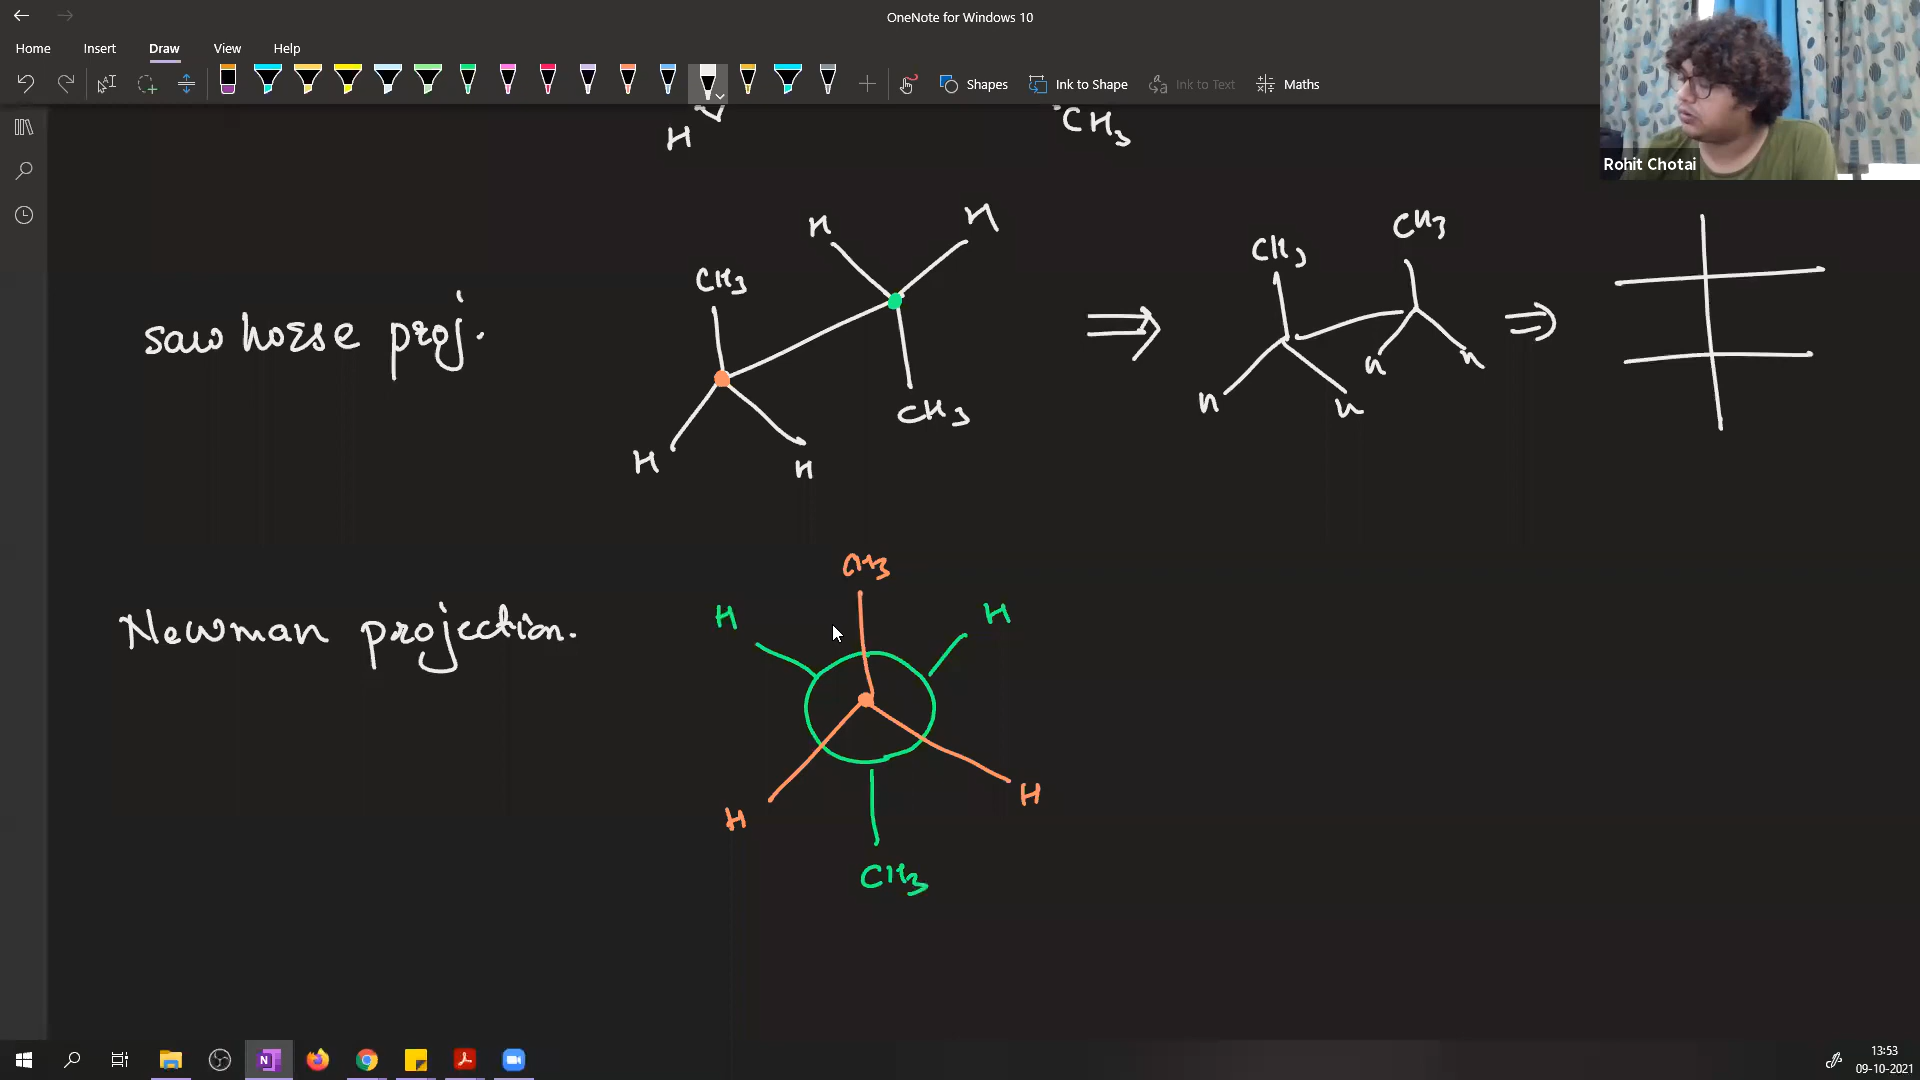 OneNote for Windows 10
Home Insert Draw View Help
Shapes Ink to Shape Ink to Text Maths
Rohit Chotai
H CH3
H H
CH3
CH3
H H
CH3 CH3
H H
H H
saw horse proj.
Newman projection.
CH3
H H
H H
CH3
13:53
09-10-2021